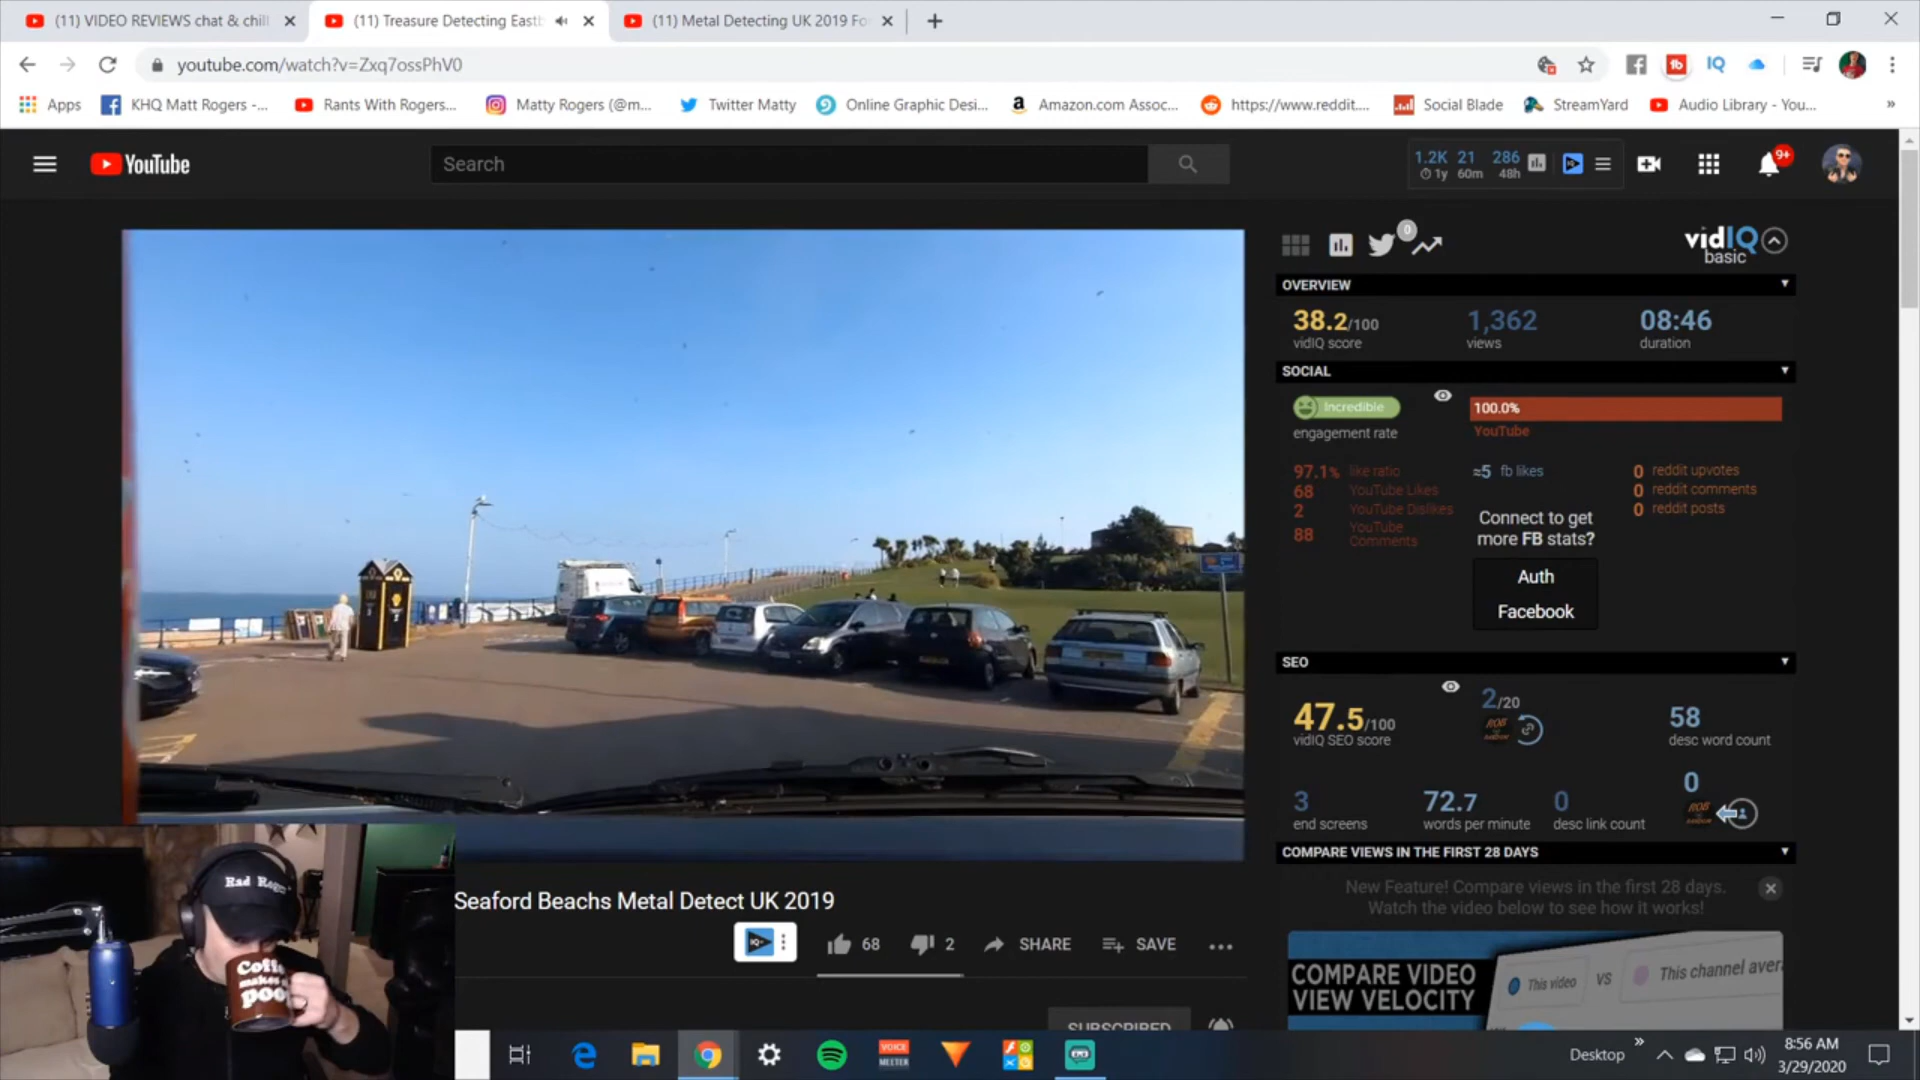 (11) VIDEO REVIEWS chat & chill
(11) Treasure Detecting Eastb
(11) Metal Detecting UK 2019 Fo
youtube.com/watch?v=Zxq7ossPhV0
Apps
KHQ Matt Rogers -...
Rants With Rogers...
Matty Rogers (@m...
Twitter Matty
Online Graphic Desi...
Amazon.com Assoc...
https://www.reddit....
Social Blade
StreamYard
Audio Library - You...
YouTube
Search
1.2K 21 286
1y 60m 48h
9+
0
vidIQ
basic
OVERVIEW
38.2/100 1,362 08:46
vidIQ score views duration
SOCIAL
Incredible
engagement rate
100.0%
YouTube
97.1% like ratio
68 YouTube Likes
2 YouTube Dislikes
88 YouTube Comments
≈5 fb likes
Connect to get
more FB stats?
Auth
Facebook
0 reddit upvotes
0 reddit comments
0 reddit posts
SEO
47.5/100
vidIQ SEO score
2/20
58
desc word count
3
end screens
72.7
words per minute
0
desc link count
0
COMPARE VIEWS IN THE FIRST 28 DAYS
New Feature! Compare views in the first 28 days.
Watch the video below to see how it works!
COMPARE VIDEO
VIEW VELOCITY
This video VS This channel aver
Seaford Beachs Metal Detect UK 2019
68 2 SHARE SAVE
SUBSCRIBED
Rad Roger
Coffe
makes
poo
VOICE
MEETER
Desktop
8:56 AM
3/29/2020